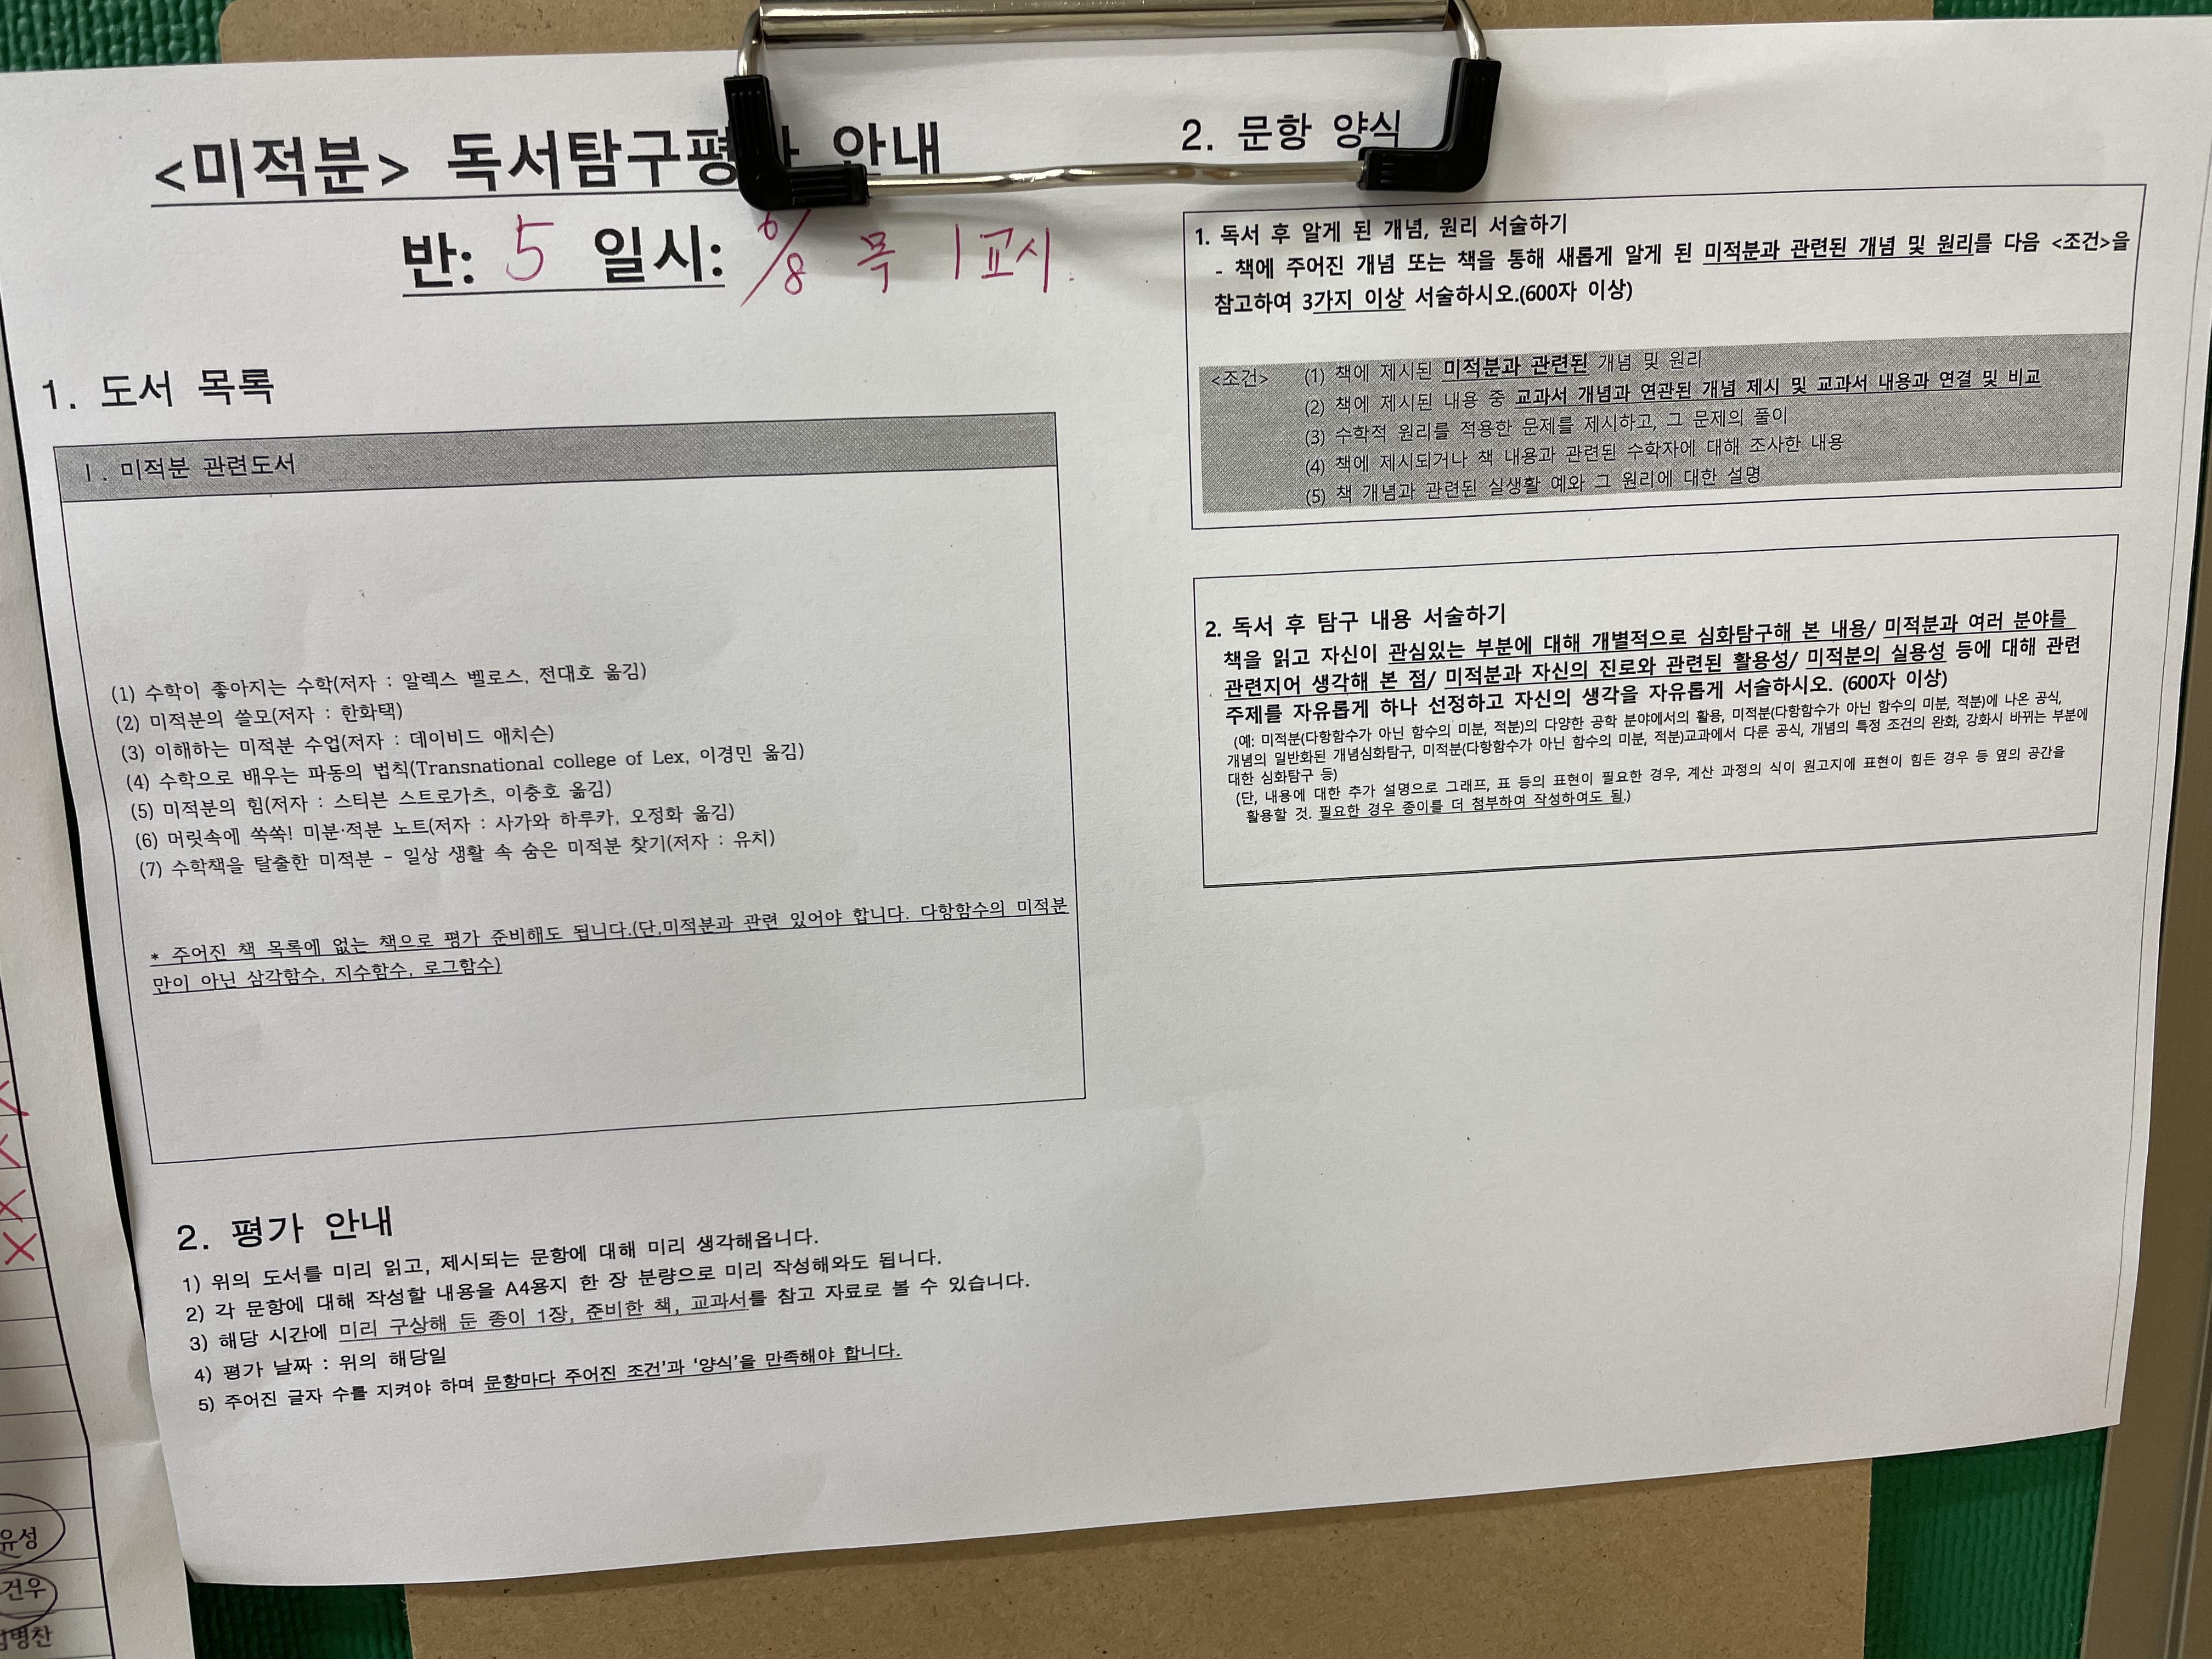 <미적분> 독서탐구평가 안내
반: 5 일시: 6/8 목 1교시
1. 도서 목록
Ⅰ. 미적분 관련도서
(1) 수학이 좋아지는 수학(저자 : 알렉스 벨로스, 전대호 옮김)
(2) 미적분의 쓸모(저자 : 한화택)
(3) 이해하는 미적분 수업(저자 : 데이비드 애치슨)
(4) 수학으로 배우는 파동의 법칙(Transnational college of Lex, 이경민 옮김)
(5) 미적분의 힘(저자 : 스티븐 스트로가츠, 이충호 옮김)
(6) 머릿속에 쏙쏙! 미분·적분 노트(저자 : 사가와 하루카, 오정화 옮김)
(7) 수학책을 탈출한 미적분 - 일상 생활 속 숨은 미적분 찾기(저자 : 유치)
* 주어진 책 목록에 없는 책으로 평가 준비해도 됩니다.(단,미적분과 관련 있어야 합니다. 다항함수의 미적분
만이 아닌 삼각함수, 지수함수, 로그함수)
2. 평가 안내
1) 위의 도서를 미리 읽고, 제시되는 문항에 대해 미리 생각해옵니다.
2) 각 문항에 대해 작성할 내용을 A4용지 한 장 분량으로 미리 작성해와도 됩니다.
3) 해당 시간에 미리 구상해 둔 종이 1장, 준비한 책, 교과서를 참고 자료로 볼 수 있습니다.
4) 평가 날짜 : 위의 해당일
5) 주어진 글자 수를 지켜야 하며 문항마다 주어진 조건'과 '양식'을 만족해야 합니다.
2. 문항 양식
1. 독서 후 알게 된 개념, 원리 서술하기
- 책에 주어진 개념 또는 책을 통해 새롭게 알게 된 미적분과 관련된 개념 및 원리를 다음 <조건>을
참고하여 3가지 이상 서술하시오.(600자 이상)
<조건> (1) 책에 제시된 미적분과 관련된 개념 및 원리
(2) 책에 제시된 내용 중 교과서 개념과 연관된 개념 제시 및 교과서 내용과 연결 및 비교
(3) 수학적 원리를 적용한 문제를 제시하고, 그 문제의 풀이
(4) 책에 제시되거나 책 내용과 관련된 수학자에 대해 조사한 내용
(5) 책 개념과 관련된 실생활 예와 그 원리에 대한 설명
2. 독서 후 탐구 내용 서술하기
책을 읽고 자신이 관심있는 부분에 대해 개별적으로 심화탐구해 본 내용/ 미적분과 여러 분야를
관련지어 생각해 본 점/ 미적분과 자신의 진로와 관련된 활용성/ 미적분의 실용성 등에 대해 관련
주제를 자유롭게 하나 선정하고 자신의 생각을 자유롭게 서술하시오. (600자 이상)
(예: 미적분(다항함수가 아닌 함수의 미분, 적분)의 다양한 공학 분야에서의 활용, 미적분(다항함수가 아닌 함수의 미분, 적분)에 나온 공식,
개념의 일반화된 개념심화탐구, 미적분(다항함수가 아닌 함수의 미분, 적분)교과에서 다룬 공식, 개념의 특정 조건의 완화, 강화시 바뀌는 부분에
대한 심화탐구 등)
(단, 내용에 대한 추가 설명으로 그래프, 표 등의 표현이 필요한 경우, 계산 과정의 식이 원고지에 표현이 힘든 경우 등 옆의 공간을
활용할 것. 필요한 경우 종이를 더 첨부하여 작성하여도 됨.)
유성
건우
병찬